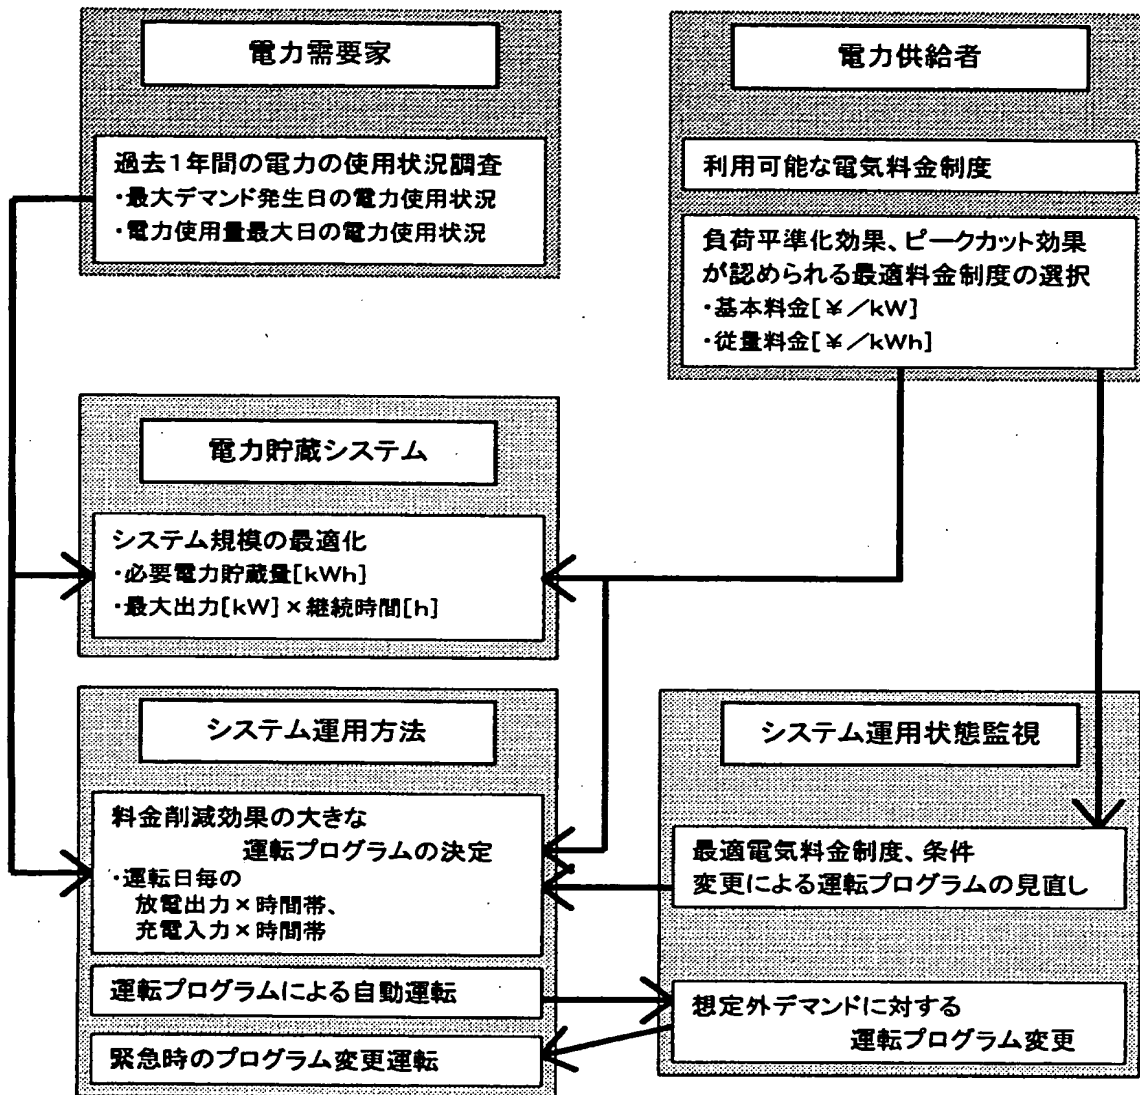 電力需要家
過去1年間の電力の使用状況調査
・最大デマンド発生日の電力使用状況
・電力使用量最大日の電力使用状況
電力供給者
利用可能な電気料金制度
負荷平準化効果、ピークカット効果
が認められる最適料金制度の選択
・基本料金[¥／kW]
・従量料金[¥／kWh]
電力貯蔵システム
システム規模の最適化
・必要電力貯蔵量[kWh]
・最大出力[kW]×継続時間[h]
システム運用方法
料金削減効果の大きな
運転プログラムの決定
・運転日毎の
放電出力×時間帯、
充電入力×時間帯
運転プログラムによる自動運転
緊急時のプログラム変更運転
システム運用状態監視
最適電気料金制度、条件
変更による運転プログラムの見直し
想定外デマンドに対する
運転プログラム変更